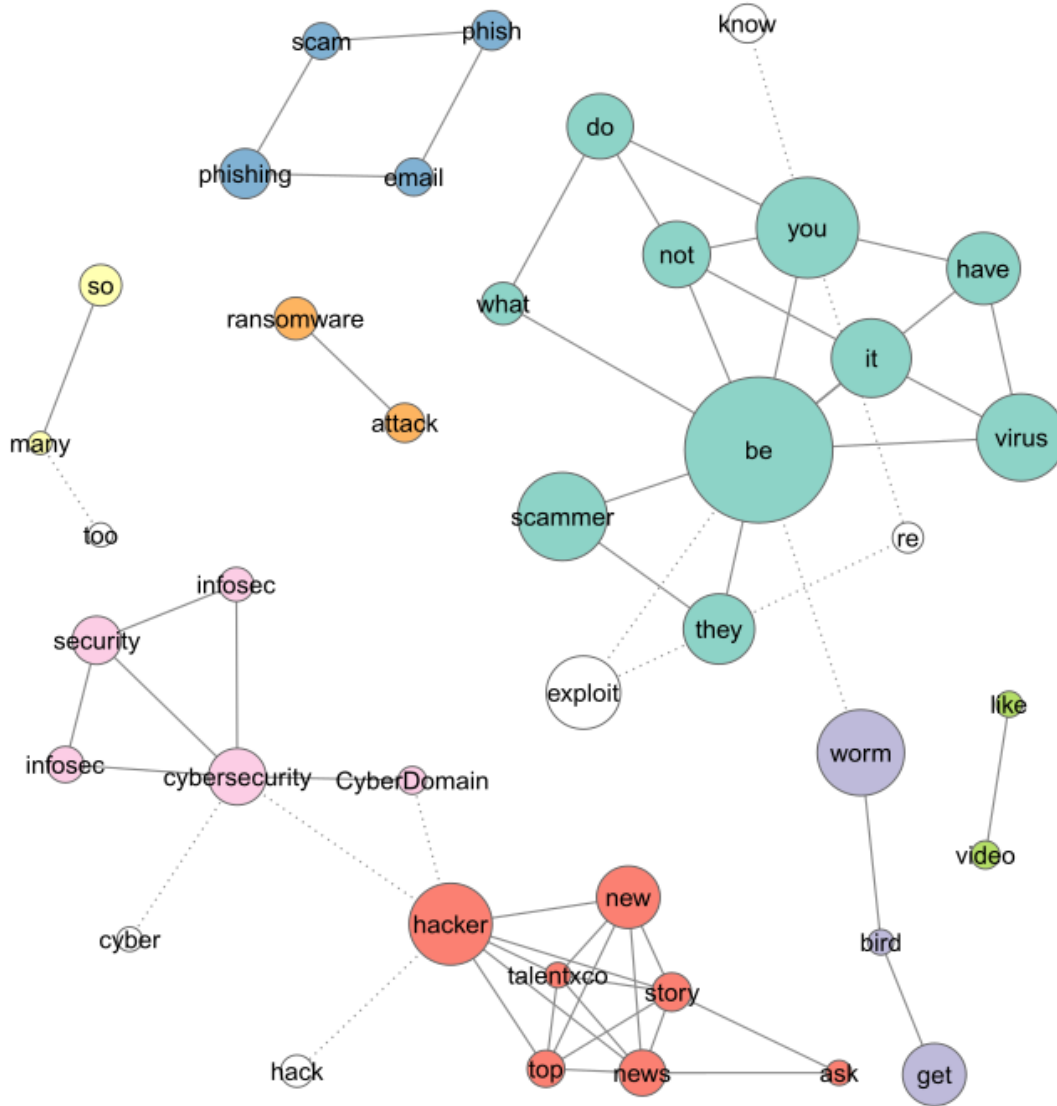 know
scam
phish
do
phishing
email
you
not
have
so
what
ransomware
it
attack
many
virus
be
scammer
too
re
infosec
they
security
exploit
like
worm
infosec
cybersecurity
CyberDomain
video
new
hacker
cyber
bird
talentxco
story
hack
top
news
ask
get